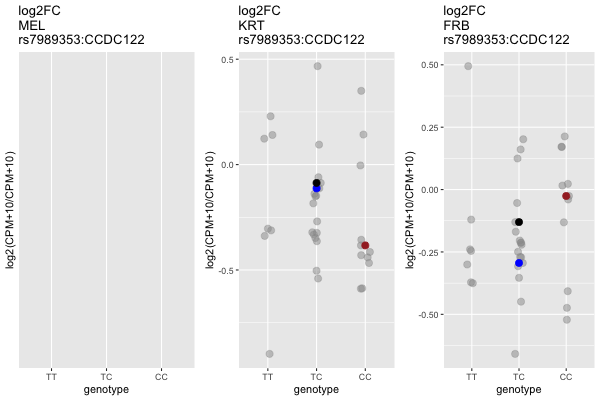 log2FC
MEL
rs7989353:CCDC122
log2(CPM+10/CPM+10)
TT TC CC
genotype
log2FC
KRT
rs7989353:CCDC122
log2(CPM+10/CPM+10)
0.5
0.0
-0.5
TT TC CC
genotype
log2FC
FRB
rs7989353:CCDC122
log2(CPM+10/CPM+10)
0.50
0.25
0.00
-0.25
-0.50
TT TC CC
genotype